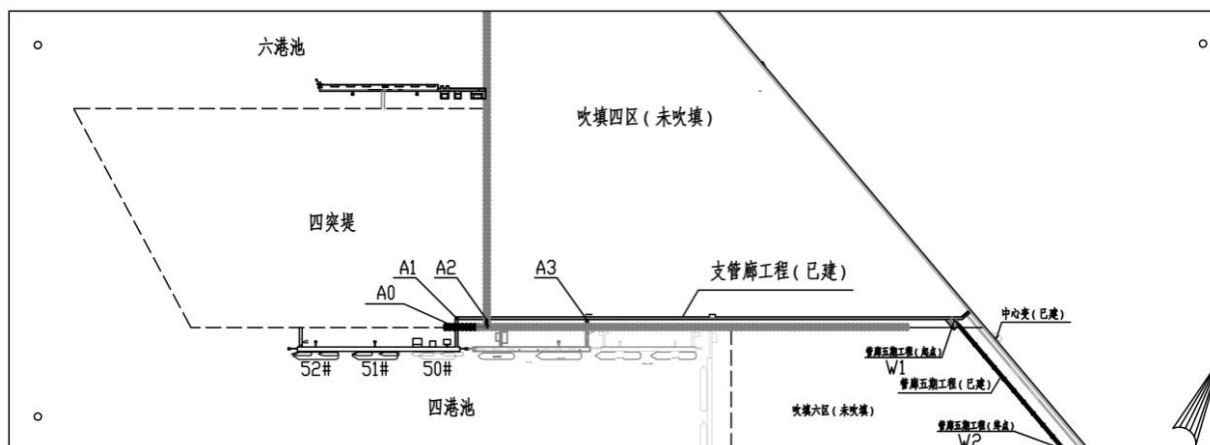 六港池
吹填四区(未吹填)
四突堤
A1
A2
A3
支管廊工程(已建)
A0
中心变(已建)
管廊五期工程(起点)
W1
52#
51#
50#
管廊五期工程(已建)
四港池
吹填六区(未吹填)
管廊五期工程(终点)
W2